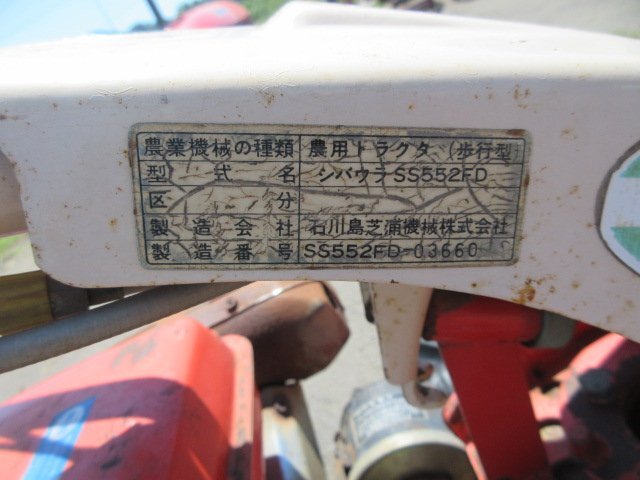 農業機械の種類 農用トラクタ (歩行型
型式名 シバウラSS552FD
区分
製造会社 石川島芝浦機械株式会社
製造番号 SS552FD-03660